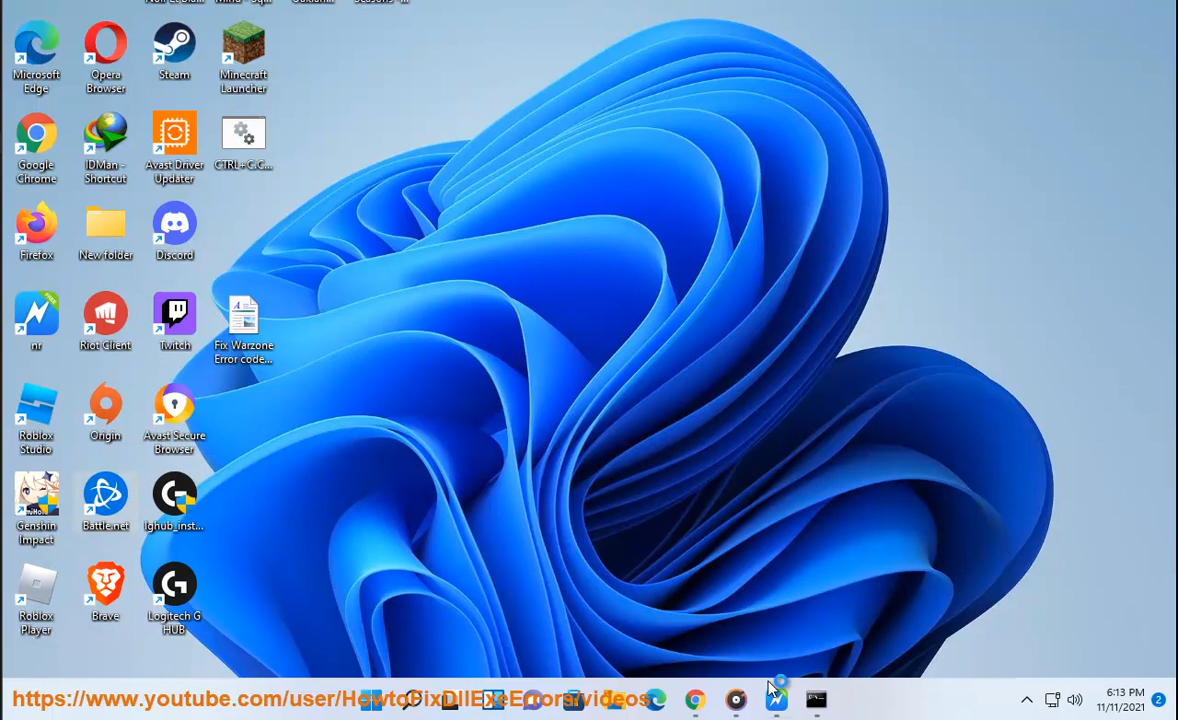 Microsoft Edge
Opera Browser
Steam
Minecraft Launcher
Google Chrome
IDMan - Shortcut
Avast Driver Updater
CTRL+C.C...
Firefox
New folder
Discord
nr
Riot Client
Twitch
Fix Warzone Error code...
Roblox Studio
Origin
Avast Secure Browser
Genshin Impact
Battle.net
lghub_inst...
Roblox Player
Brave
Logitech G HUB
https://www.youtube.com/user/HowtoFixDllExeErrors/videos
6:13 PM
11/11/2021
2